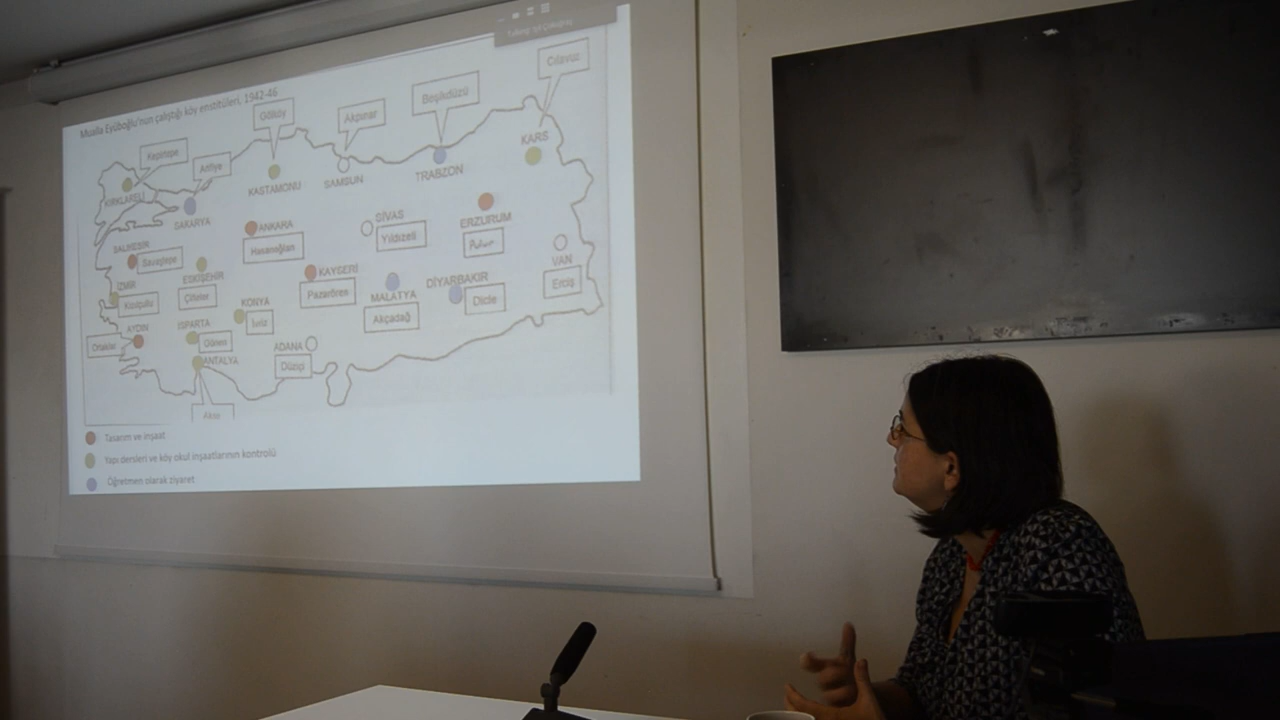 Mualla Eyüboğlu'nun çalıştığı köy enstitüleri, 1942-46
Cılavuz
Beşikdüzü
Akpınar
Gölköy
Kepirtepe
Arifiye
KARS
TRABZON
SAMSUN
KASTAMONU
KIRKLARELİ
SAKARYA
ERZURUM
Pulur
SİVAS
Yıldızeli
ANKARA
Hasanoğlan
BALIKESİR
Savaştepe
VAN
Erciş
DİYARBAKIR
Dicle
MALATYA
Akçadağ
KAYSERİ
Pazarören
ESKİŞEHİR
Çifteler
İZMİR
Kızılçullu
KONYA
İvriz
AYDIN
Ortaklar
ISPARTA
Gönen
ADANA
Düziçi
ANTALYA
Aksu
Tasarım ve inşaat
Yapı dersleri ve köy okul inşaatlarının kontrolü
Öğretmen olarak ziyaret